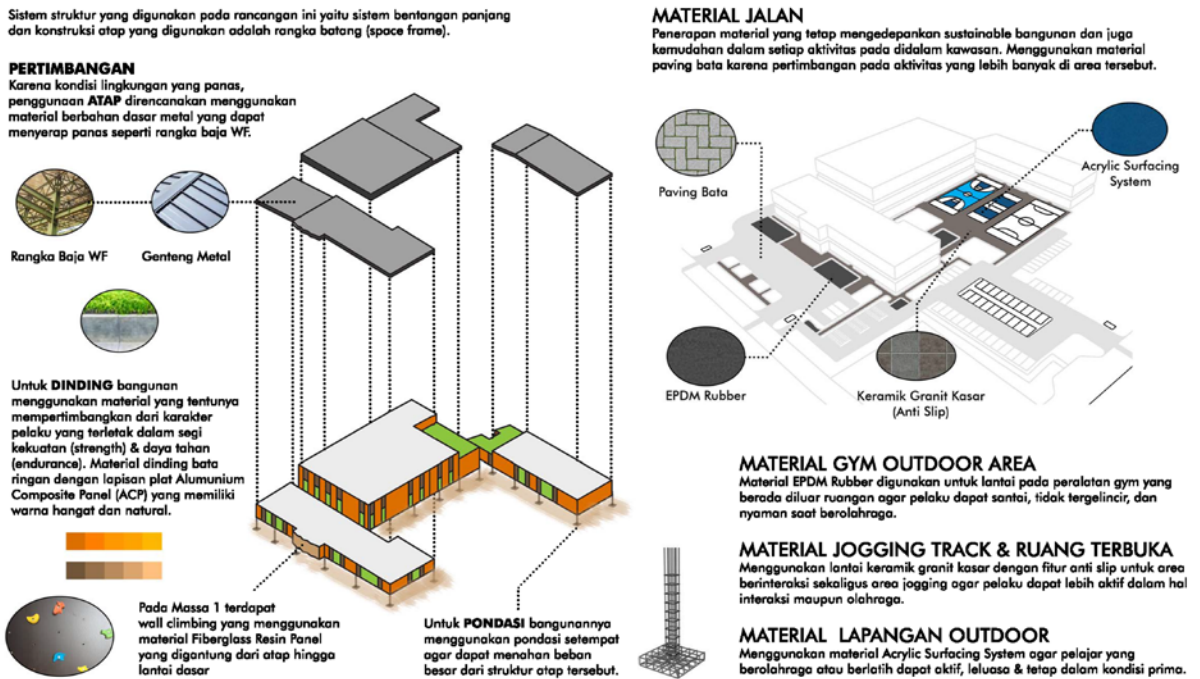 Sistem struktur yang digunakan pada rancangan ini yaitu sistem bentangan panjang
dan konstruksi atap yang digunakan adalah rangka batang (space frame).
PERTIMBANGAN
Karena kondisi lingkungan yang panas,
penggunaan ATAP direncanakan menggunakan
material berbahan dasar metal yang dapat
menyerap panas seperti rangka baja WF.
Rangka Baja WF
Genteng Metal
Untuk DINDING bangunan
menggunakan material yang tentunya
mempertimbangkan dari karakter
pelaku yang terletak dalam segi
kekuatan (strength) & daya tahan
(endurance). Material dinding bata
ringan dengan lapisan plat Alumunium
Composite Panel (ACP) yang memiliki
warna hangat dan natural.
Pada Massa 1 terdapat
wall climbing yang menggunakan
material Fiberglass Resin Panel
yang digantung dari atap hingga
lantai dasar
Untuk PONDASI bangunannya
menggunakan pondasi setempat
agar dapat menahan beban
besar dari struktur atap tersebut.
MATERIAL JALAN
Penerapan material yang tetap mengedepankan sustainable bangunan dan juga
kemudahan dalam setiap aktivitas pada didalam kawasan. Menggunakan material
paving bata karena pertimbangan pada aktivitas yang lebih banyak di area tersebut.
Paving Bata
Acrylic Surfacing
System
EPDM Rubber
Keramik Granit Kasar
(Anti Slip)
MATERIAL GYM OUTDOOR AREA
Material EPDM Rubber digunakan untuk lantai pada peralatan gym yang
berada diluar ruangan agar pelaku dapat santai, tidak tergelincir, dan
nyaman saat berolahraga.
MATERIAL JOGGING TRACK & RUANG TERBUKA
Menggunakan lantai keramik granit kasar dengan fitur anti slip untuk area
berinteraksi sekaligus area jogging agar pelaku dapat lebih aktif dalam hal
interaksi maupun olahraga.
MATERIAL LAPANGAN OUTDOOR
Menggunakan material Acrylic Surfacing System agar pelajar yang
berolahraga atau berlatih dapat aktif, leluasa & tetap dalam kondisi prima.